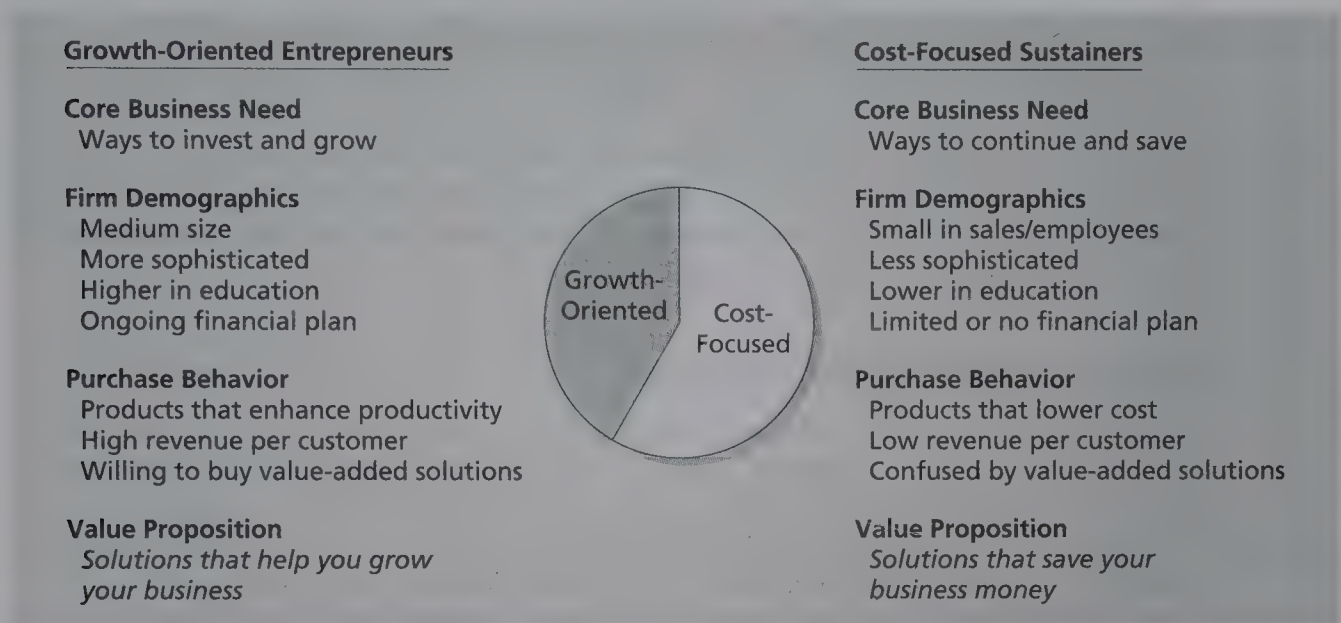 Growth-Oriented Entrepreneurs
Core Business Need
Ways to invest and grow
Firm Demographics
Medium size
More sophisticated
Higher in education
Ongoing financial plan
Purchase Behavior
Products that enhance productivity
High revenue per customer
Willing to buy value-added solutions
Value Proposition
Solutions that help you grow
your business
Growth-
Oriented
Cost-
Focused
Cost-Focused Sustainers
Core Business Need
Ways to continue and save
Firm Demographics
Small in sales/employees
Less sophisticated
Lower in education
Limited or no financial plan
Purchase Behavior
Products that lower cost
Low revenue per customer
Confused by value-added solutions
Value Proposition
Solutions that save your
business money